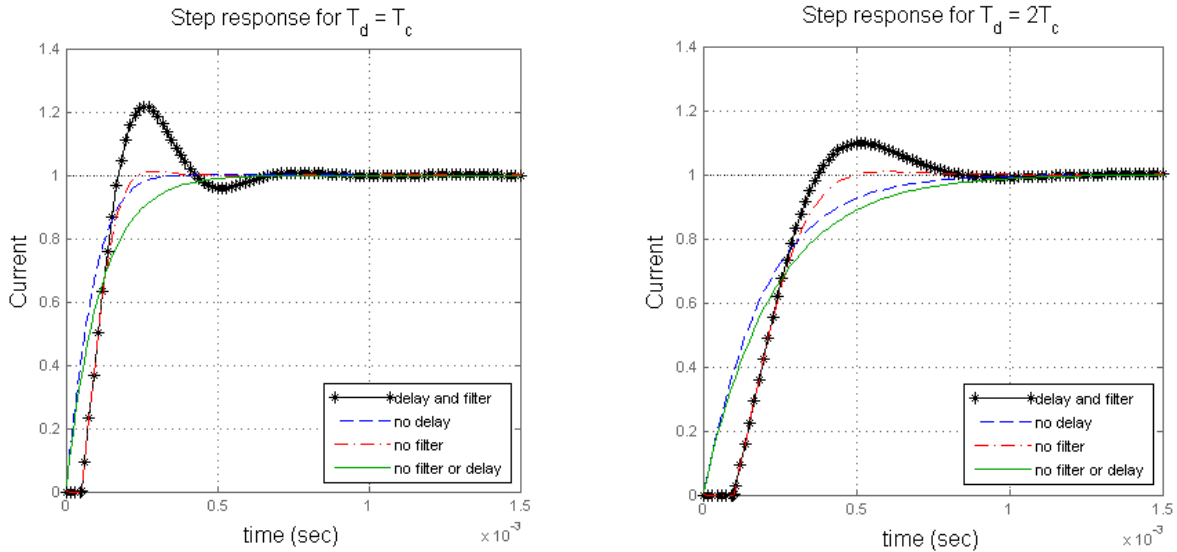 Step response for T_d = T_c
1.4
1.2
1
0.8
0.6
0.4
0.2
0
Current
delay and filter
no delay
no filter
no filter or delay
0
0.5
1
1.5
time (sec)
x 10^-3
Step response for T_d = 2T_c
1.4
1.2
1
0.8
0.6
0.4
0.2
0
Current
delay and filter
no delay
no filter
no filter or delay
0
0.5
1
1.5
time (sec)
x 10^-3